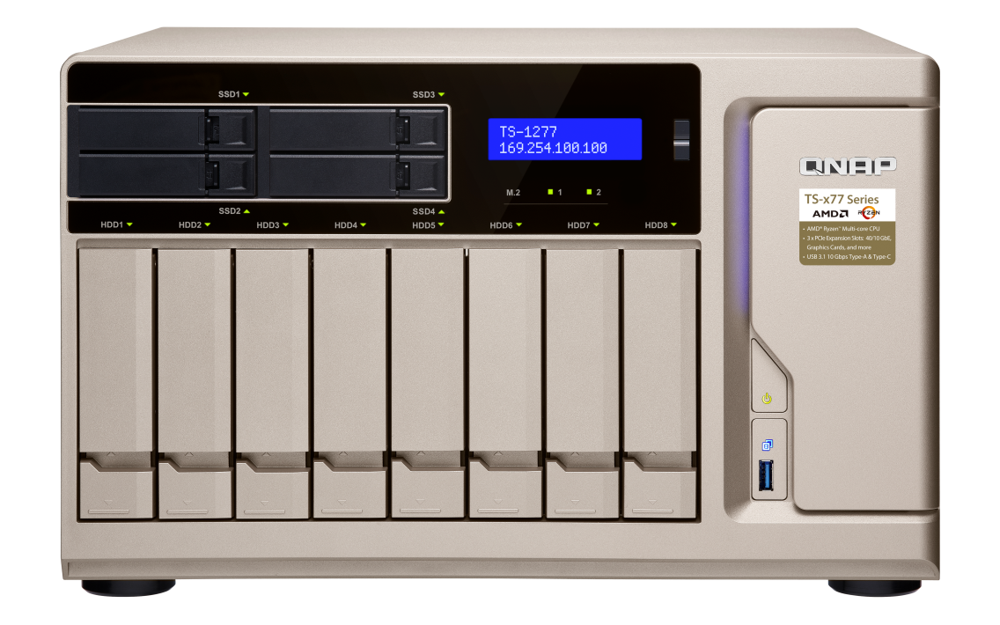 SSD1
SSD3
TS-1277
169.254.100.100
M.2 1 2
SSD2
SSD4
HDD1 HDD2 HDD3 HDD4 HDD5 HDD6 HDD7 HDD8
QNAP
TS-x77 Series
AMD RYZEN
• AMD® Ryzen™ Multi-core CPU
• 3 x PCIe Expansion Slots: 40/10 GbE,
Graphics Cards, and more
• USB 3.1 10 Gbps Type-A & Type-C